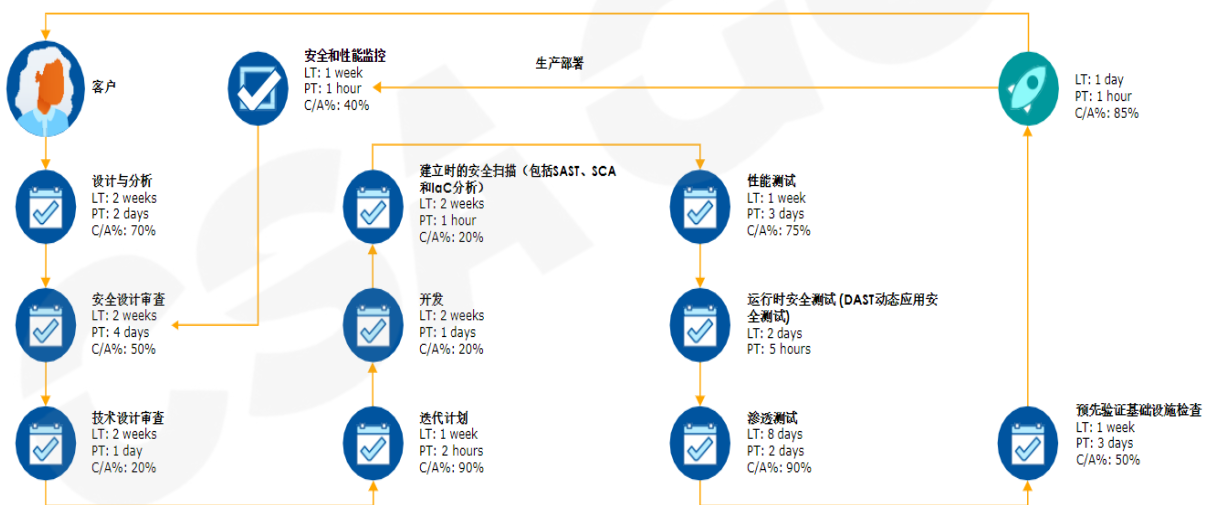 客户
安全和性能监控
LT: 1 week
PT: 1 hour
C/A%: 40%
生产部署
LT: 1 day
PT: 1 hour
C/A%: 85%
设计与分析
LT: 2 weeks
PT: 2 days
C/A%: 70%
建立时的安全扫描（包括SAST、SCA
和IaC分析）
LT: 2 weeks
PT: 1 hour
C/A%: 20%
性能测试
LT: 1 week
PT: 3 days
C/A%: 75%
安全设计审查
LT: 2 weeks
PT: 4 days
C/A%: 50%
开发
LT: 2 weeks
PT: 1 days
C/A%: 20%
运行时安全测试 (DAST动态应用安
全测试)
LT: 2 days
PT: 5 hours
技术设计审查
LT: 2 weeks
PT: 1 day
C/A%: 20%
迭代计划
LT: 1 week
PT: 2 hours
C/A%: 90%
渗透测试
LT: 8 days
PT: 2 days
C/A%: 90%
预先验证基础设施检查
LT: 1 week
PT: 3 days
C/A%: 50%